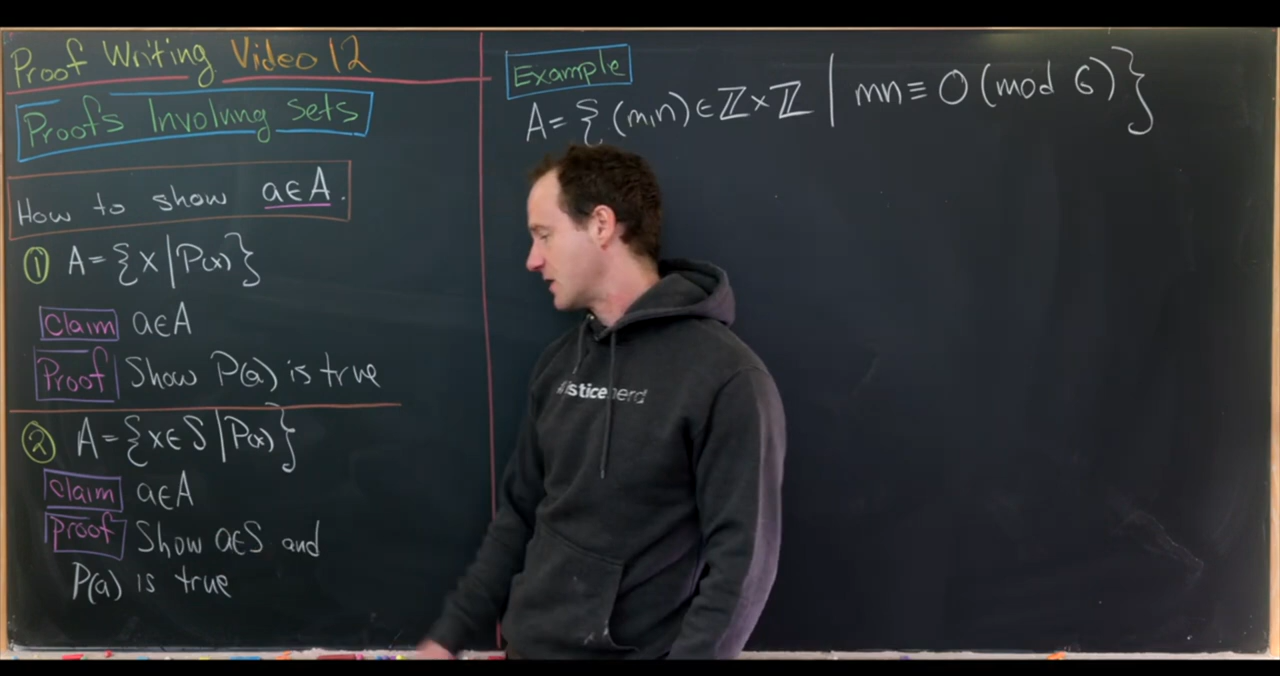 Proof Writing Video 12
Proofs Involving Sets
How to show a∈A.
① A={x|P(x)}
Claim a∈A
Proof Show P(a) is true
② A={x∈S|P(x)}
Claim a∈A
Proof Show a∈S and
P(a) is true
Example
A={(m,n)∈ℤ×ℤ | mn≡0 (mod 6)}